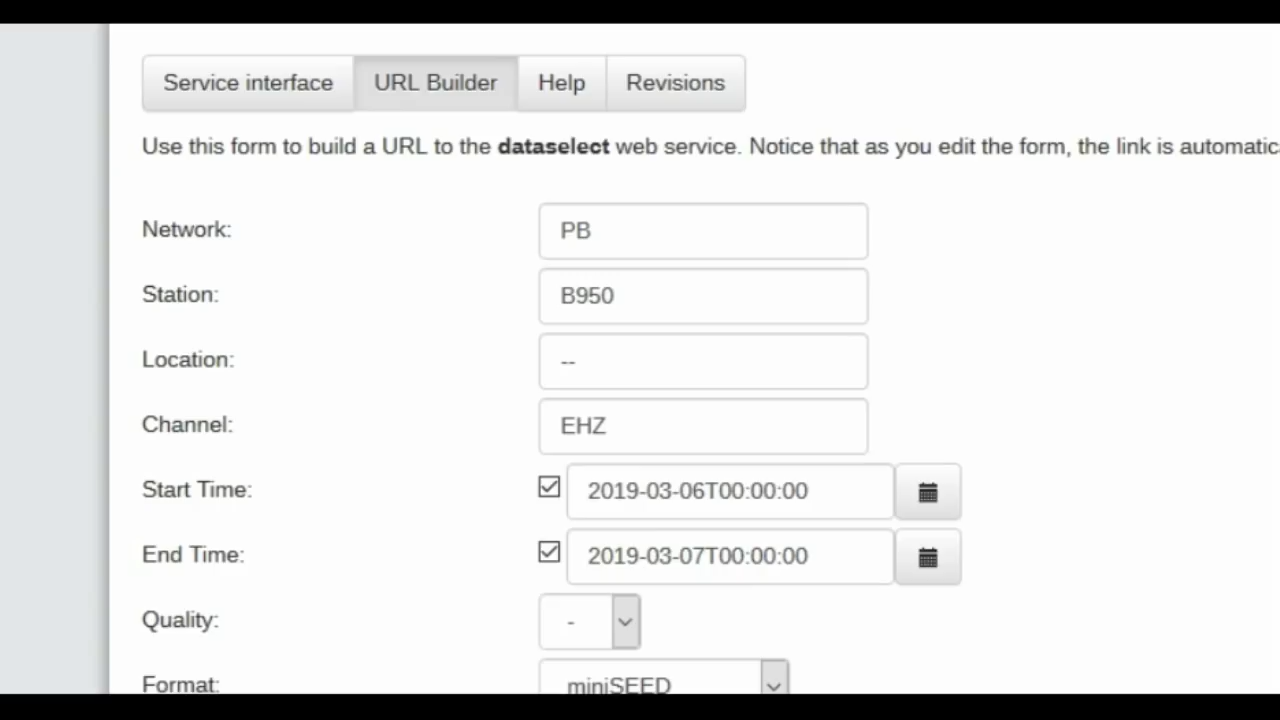 Service interface URL Builder Help Revisions
Use this form to build a URL to the dataselect web service. Notice that as you edit the form, the link is automatic
Network: PB
Station: B950
Location: --
Channel: EHZ
Start Time: 2019-03-06T00:00:00
End Time: 2019-03-07T00:00:00
Quality: -
Format: miniSEED